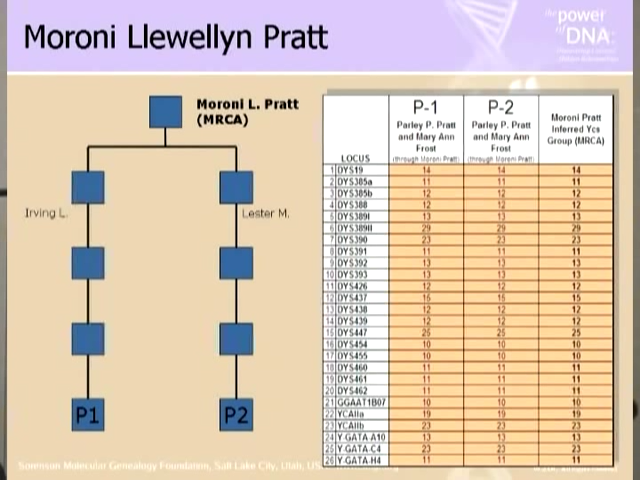 Moroni Llewellyn Pratt
the power
of DNA:
Moroni L. Pratt
(MRCA)
Irving L.
Lester M.
P1
P2
LOCUS P-1 Parley P. Pratt and Mary Ann Frost (through Moroni Pratt) P-2 Parley P. Pratt and Mary Ann Frost (through Moroni Pratt) Moroni Pratt Inferred Ycs Group (MRCA)
1 DYS19 14 14 14
2 DYS385a 11 11 11
3 DYS385b 12 12 12
4 DYS388 12 12 12
5 DYS389I 13 13 13
6 DYS389II 29 29 29
7 DYS390 23 23 23
8 DYS391 11 11 11
9 DYS392 13 13 13
10 DYS393 13 13 13
11 DYS426 12 12 12
12 DYS437 15 15 15
13 DYS438 12 12 12
14 DYS439 12 12 12
15 DYS447 25 25 25
16 DYS454 10 10 10
17 DYS455 10 10 10
18 DYS460 11 11 11
19 DYS461 11 11 11
20 DYS462 11 11 11
21 GGAAT1B07 10 10 10
22 YCAIIa 19 19 19
23 YCAIIb 23 23 23
24 Y-GATA-A10 13 13 13
25 Y-GATA-C4 23 23 23
26 Y-GATA-H4 11 11 11
Sorenson Molecular Genealogy Foundation, Salt Lake City, Utah,